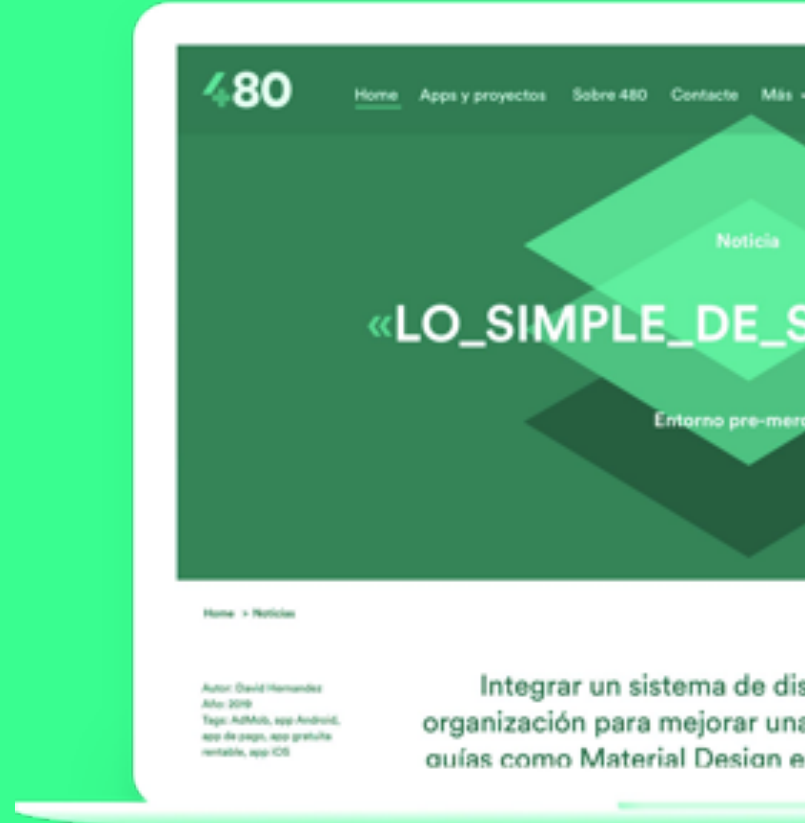 480
Home Apps y proyectos Sobre 480 Contacte Más
Noticia
«LO_SIMPLE_DE_S
Entorno pre-merc
Home > Noticias
Autor: David Hernandez
Año: 2019
Tags: AdMob, app Android,
app de pago, app gratuita
rentable, app iOS
Integrar un sistema de dis
organización para mejorar una
guías como Material Design e